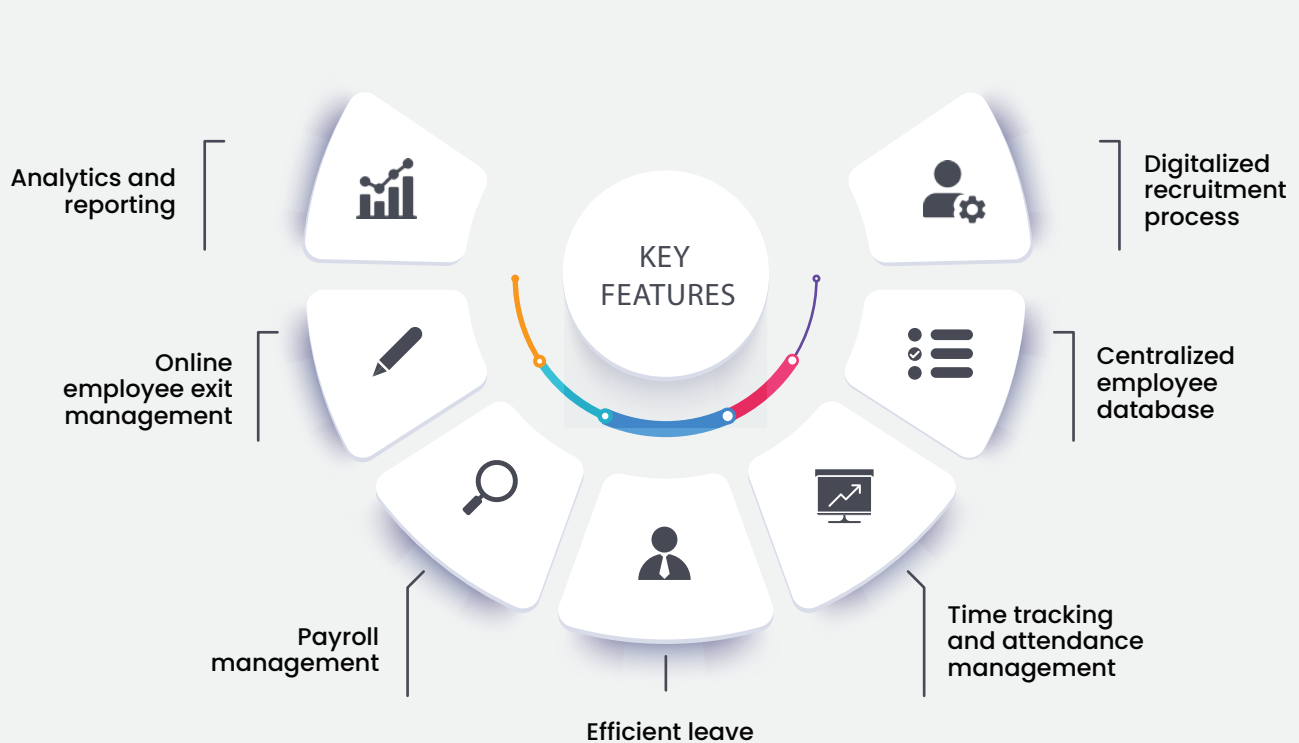 KEY
FEATURES
Analytics and
reporting
Online
employee exit
management
Payroll
management
Efficient leave
Time tracking
and attendance
management
Centralized
employee
database
Digitalized
recruitment
process